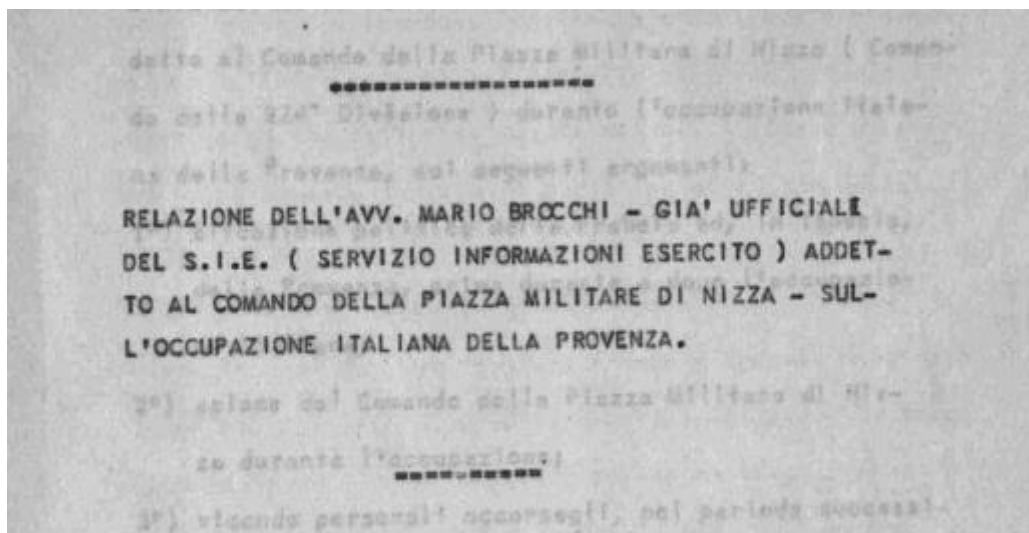 detto al Comando della Piazza Militare di Nizza ( Coman-
do della 224° Divisione ) durante l'occupazione italia-
na della Provenza, sui seguenti argomenti:
RELAZIONE DELL'AVV. MARIO BROCCHI - GIA' UFFICIALE
DEL S.I.E. ( SERVIZIO INFORMAZIONI ESERCITO ) ADDET-
TO AL COMANDO DELLA PIAZZA MILITARE DI NIZZA - SUL-
L'OCCUPAZIONE ITALIANA DELLA PROVENZA.
2°) azione del Comando della Piazza Militare di Niz-
za durante l'occupazione;
3°) vicende personali occorsegli, nel periodo successi-